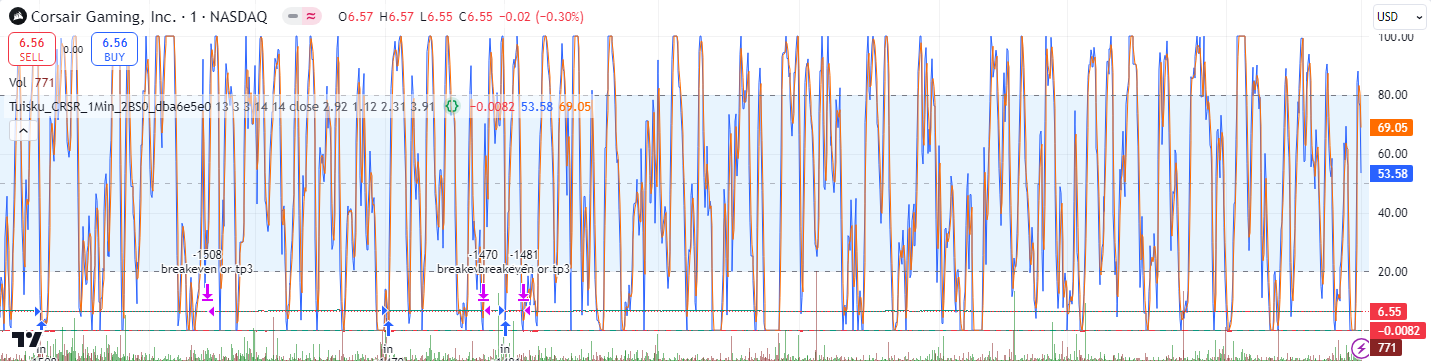 Corsair Gaming, Inc. · 1 · NASDAQ O6.57 H6.57 L6.55 C6.55 −0.02 (−0.30%)
USD
6.56 SELL
0.00
6.56 BUY
Vol 771
Tuisku_CRSR_1Min_2BS0_dba6e5e0 13 3 3 14 14 close 2.92 1.12 2.31 3.91 −0.0082 53.58 69.05
100.00
80.00
69.05
60.00
53.58
40.00
20.00
6.55
−0.0082
771
-1508
breakeven or tp3
-1470
-1481
breakeven or tp3
in
in
in